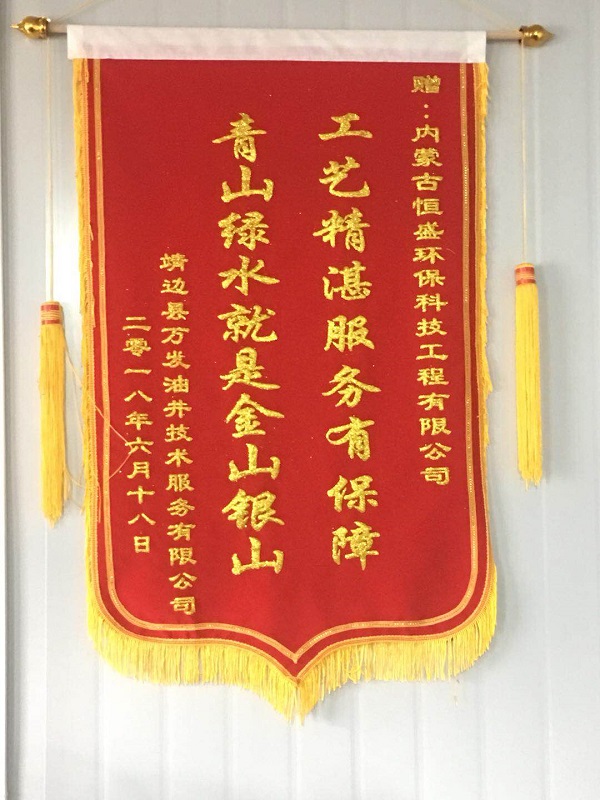 赠：内蒙古恒盛环保科技工程有限公司
工艺精湛服务有保障
青山绿水就是金山银山
靖边县万发油井技术服务有限公司
二零一八年六月十八日